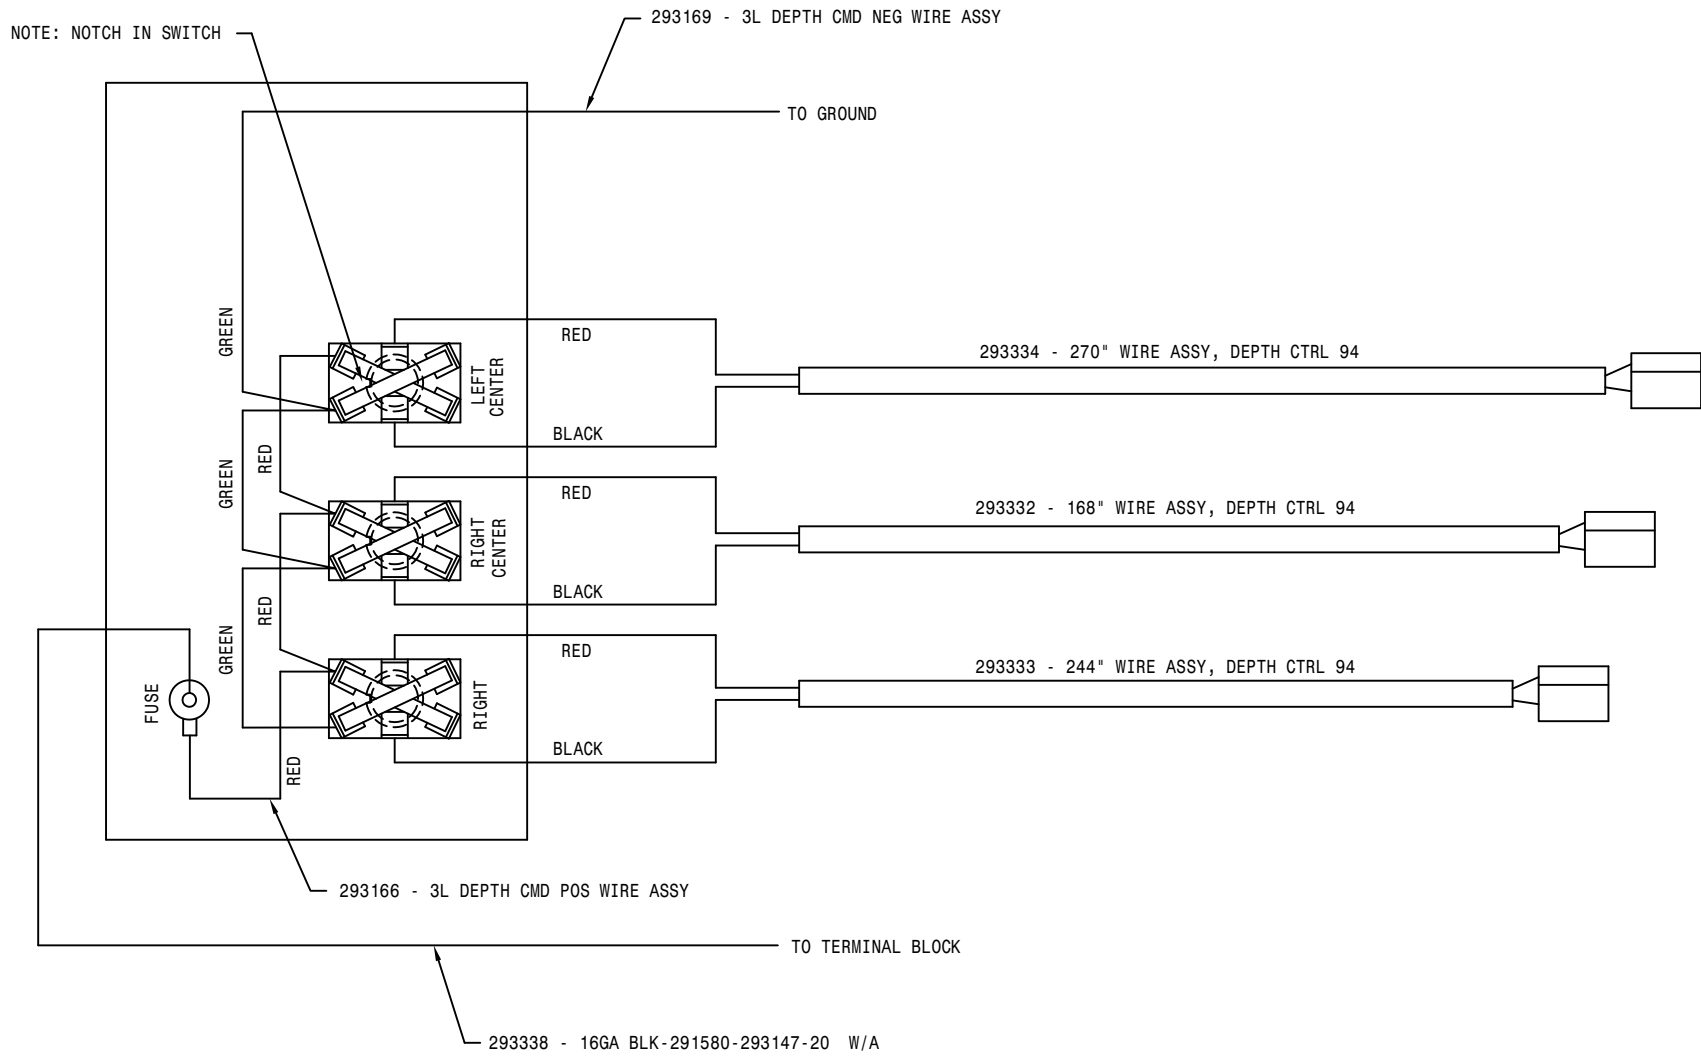 293169 - 3L DEPTH CMD NEG WIRE ASSY
NOTE: NOTCH IN SWITCH
TO GROUND
GREEN
RED
LEFT
CENTER
293334 - 270" WIRE ASSY, DEPTH CTRL 94
BLACK
GREEN
RED
RED
RIGHT
CENTER
293332 - 168" WIRE ASSY, DEPTH CTRL 94
BLACK
GREEN
RED
RED
RIGHT
293333 - 244" WIRE ASSY, DEPTH CTRL 94
BLACK
FUSE
RED
293166 - 3L DEPTH CMD POS WIRE ASSY
TO TERMINAL BLOCK
293338 - 16GA BLK-291580-293147-20 W/A